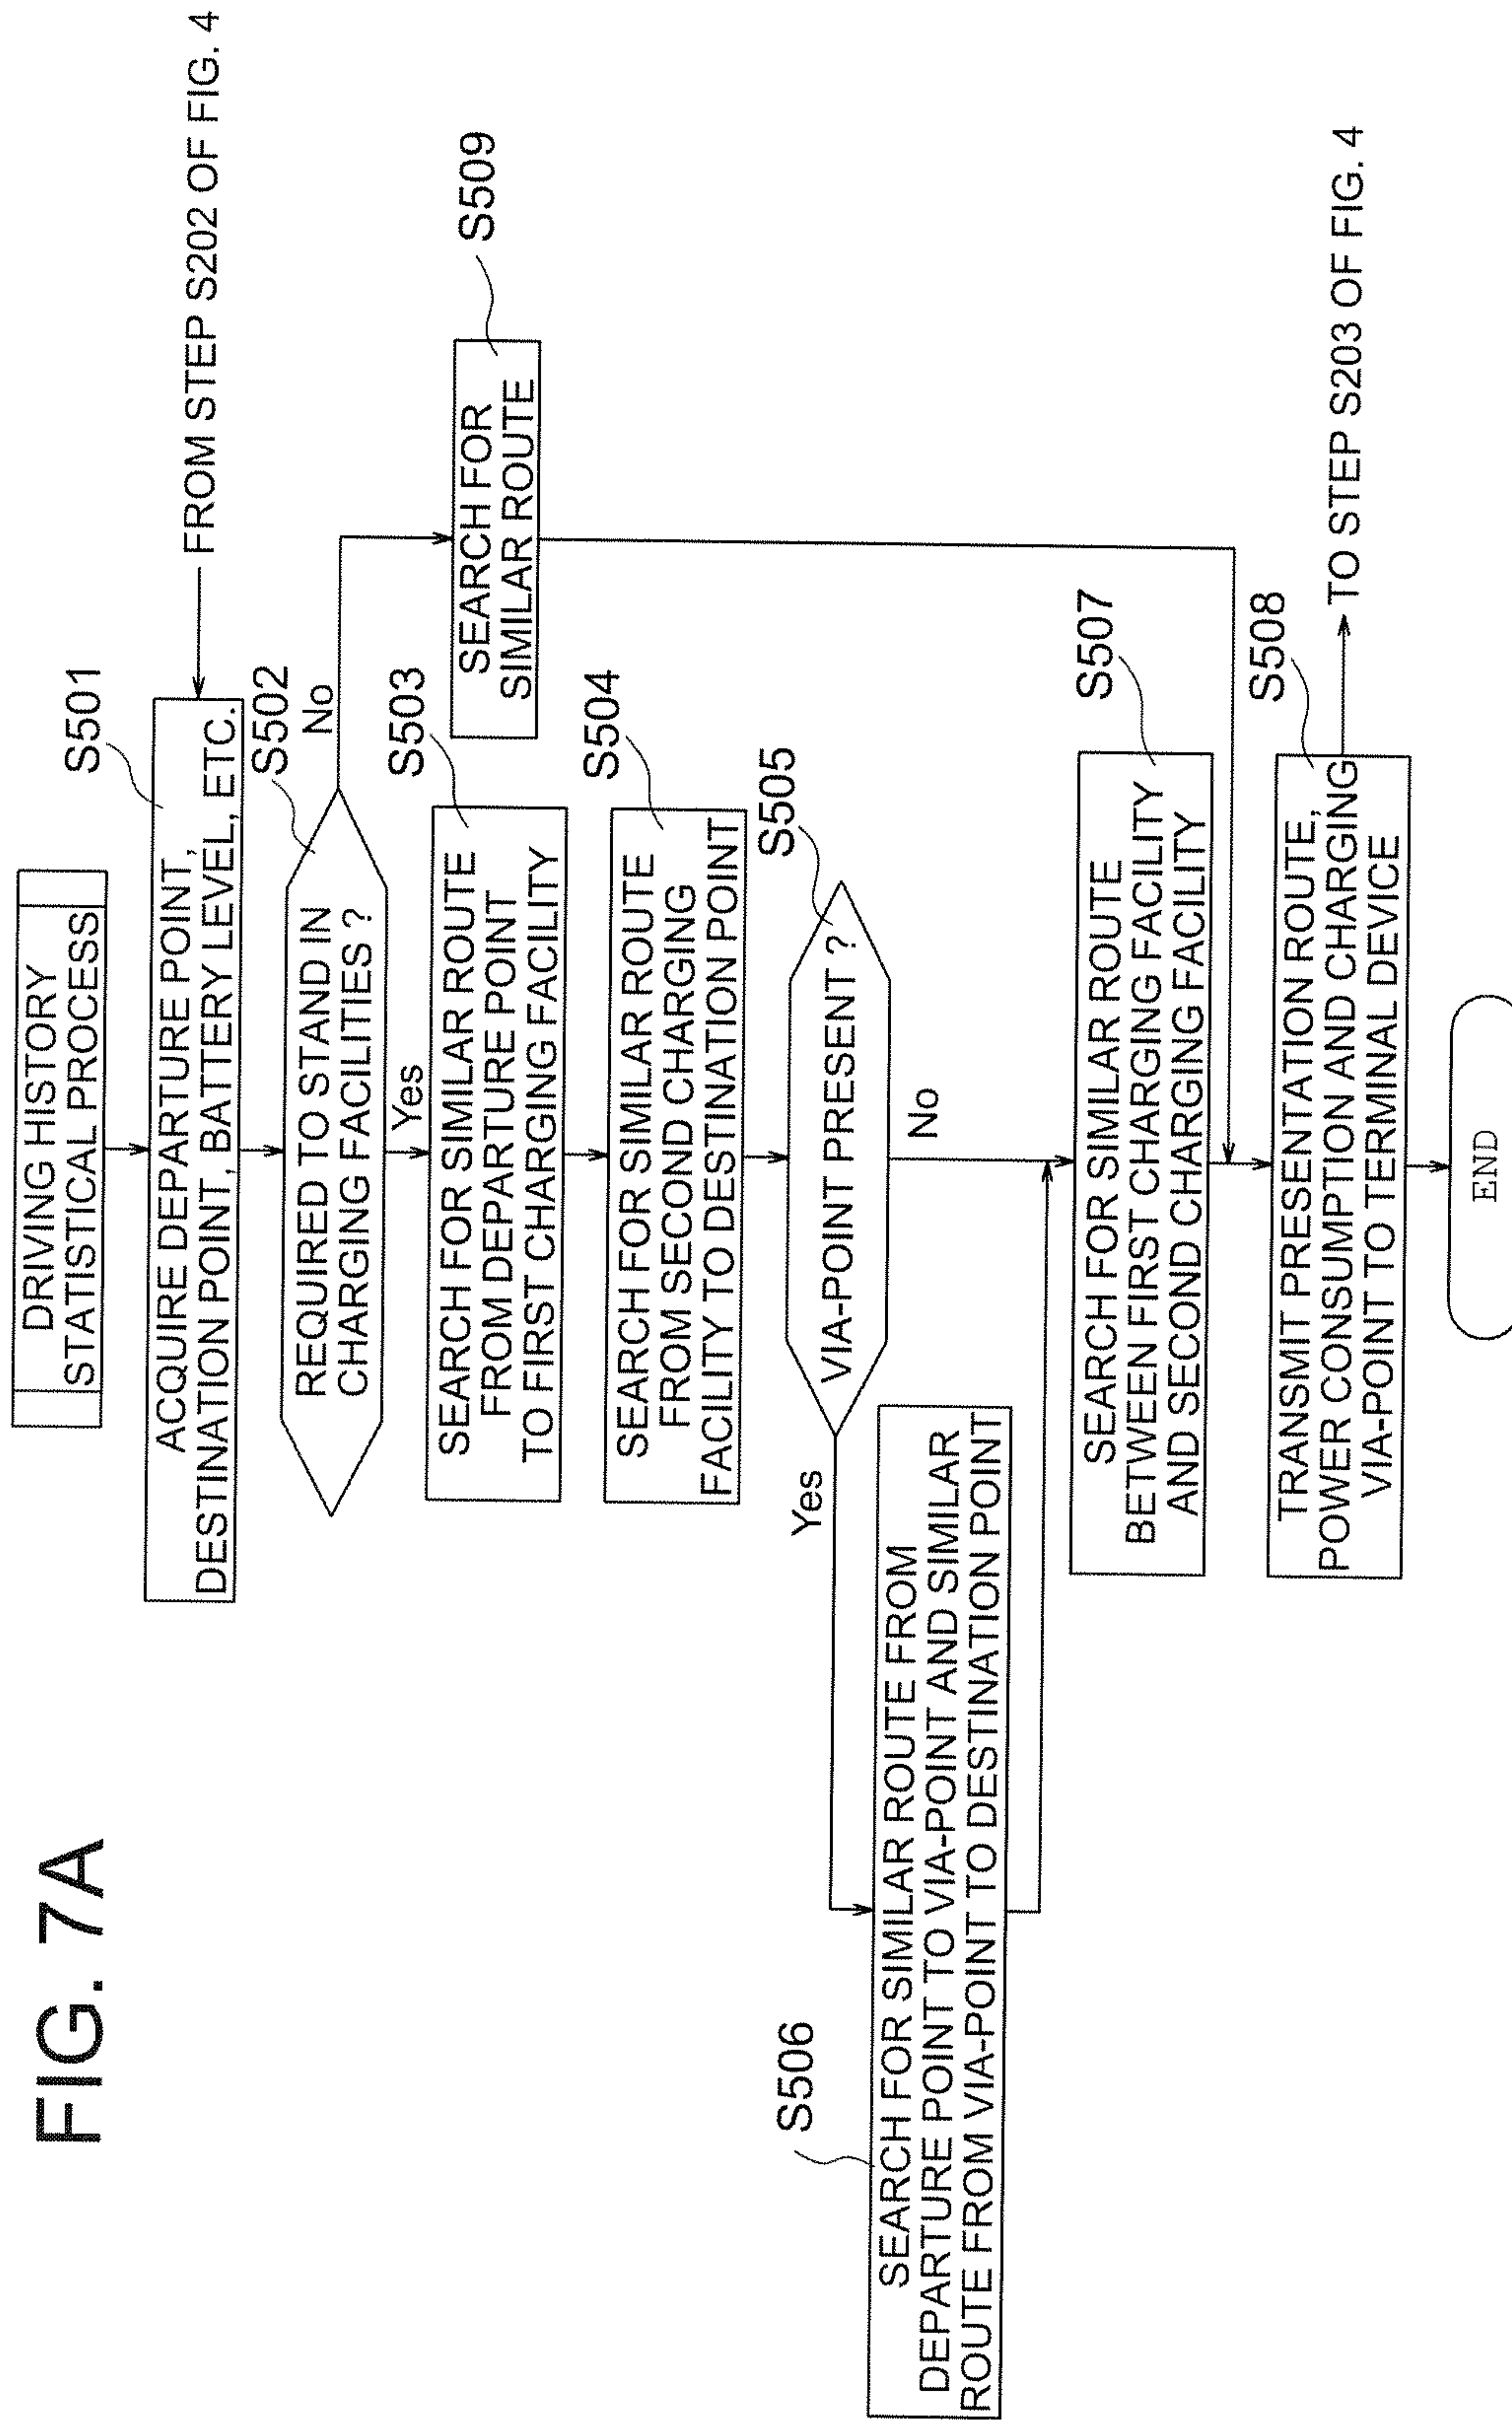 FIG. 7A
DRIVING HISTORY
STATISTICAL PROCESS
S501
ACQUIRE DEPARTURE POINT,
DESTINATION POINT, BATTERY LEVEL, ETC.
FROM STEP S202 OF FIG. 4
S502
REQUIRED TO STAND IN
CHARGING FACILITIES ?
No
Yes
S509
SEARCH FOR
SIMILAR ROUTE
S503
SEARCH FOR SIMILAR ROUTE
FROM DEPARTURE POINT
TO FIRST CHARGING FACILITY
S504
SEARCH FOR SIMILAR ROUTE
FROM SECOND CHARGING
FACILITY TO DESTINATION POINT
S505
VIA-POINT PRESENT ?
Yes
No
S506
SEARCH FOR SIMILAR ROUTE FROM
DEPARTURE POINT TO VIA-POINT AND SIMILAR
ROUTE FROM VIA-POINT TO DESTINATION POINT
S507
SEARCH FOR SIMILAR ROUTE
BETWEEN FIRST CHARGING FACILITY
AND SECOND CHARGING FACILITY
S508
TRANSMIT PRESENTATION ROUTE,
POWER CONSUMPTION AND CHARGING
VIA-POINT TO TERMINAL DEVICE
TO STEP S203 OF FIG. 4
END